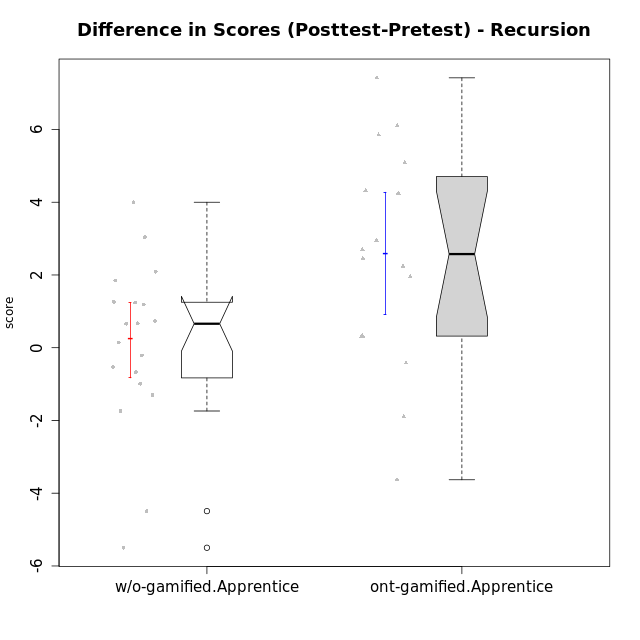 Difference in Scores (Posttest-Pretest) - Recursion
score
6
4
2
0
-2
-4
-6
w/o-gamified.Apprentice
ont-gamified.Apprentice